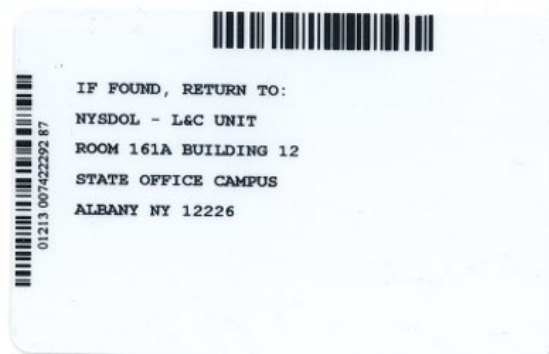 IF FOUND, RETURN TO:
NYSDOL - L&C UNIT
ROOM 161A BUILDING 12
STATE OFFICE CAMPUS
ALBANY NY 12226
01213 007422292 87